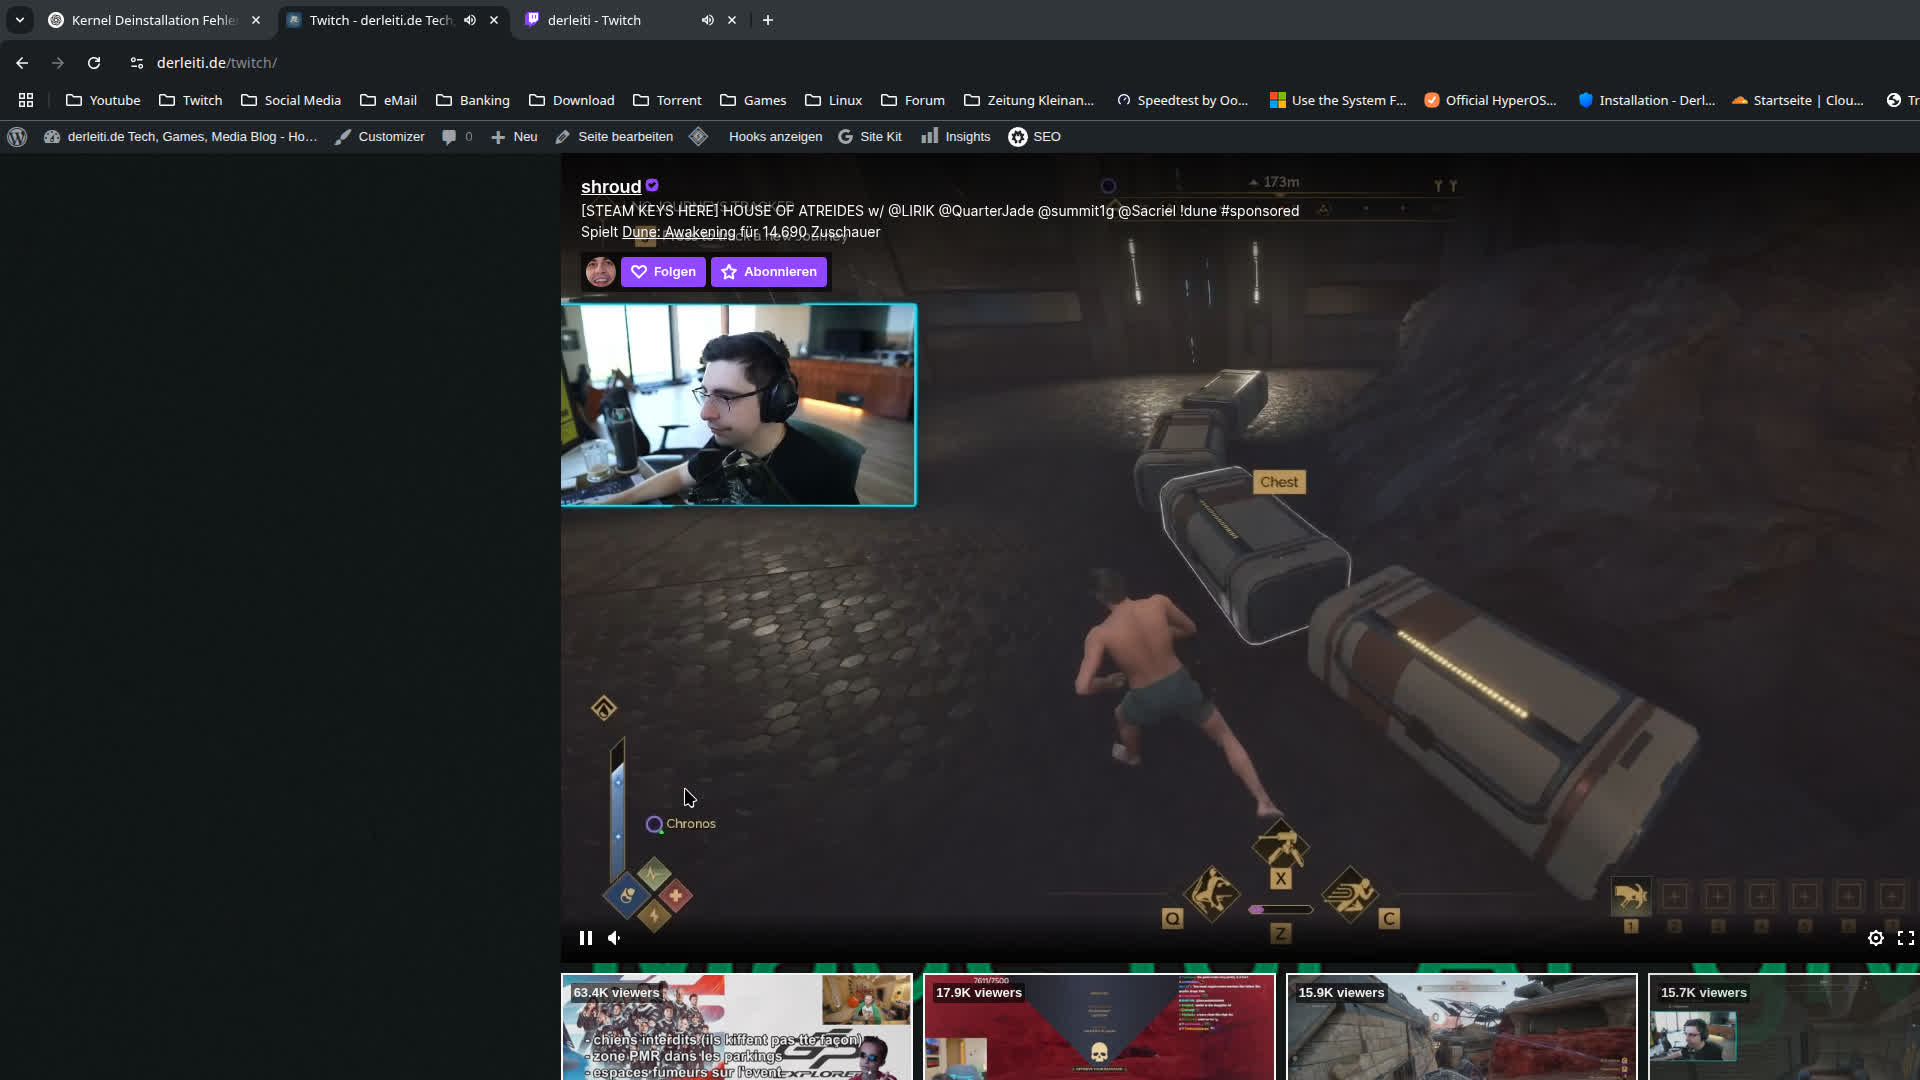 Kernel Deinstallation Fehle
Twitch - derleiti.de Tech,
derleiti - Twitch
derleiti.de/twitch/
Youtube
Twitch
Social Media
eMail
Banking
Download
Torrent
Games
Linux
Forum
Zeitung Kleinan...
Speedtest by Oo...
Use the System F...
Official HyperOS...
Installation - Derl...
Startseite | Clou...
Tr
derleiti.de Tech, Games, Media Blog - Ho...
Customizer
0
Neu
Seite bearbeiten
Hooks anzeigen
Site Kit
Insights
SEO
shroud
173m
[STEAM KEYS HERE] HOUSE OF ATREIDES w/ @LIRIK @QuarterJade @summit1g @Sacriel !dune #sponsored
Spielt Dune: Awakening für 14.690 Zuschauer
Folgen
Abonnieren
Chest
Chronos
X
Q
C
Z
1
63.4K viewers
- chiens interdits (ils kiffent pas tte façon)
- zone PMR dans les parkings
- espaces fumeurs sur l'event
EXPLORE
7611/7500
17.9K viewers
15.9K viewers
15.7K viewers